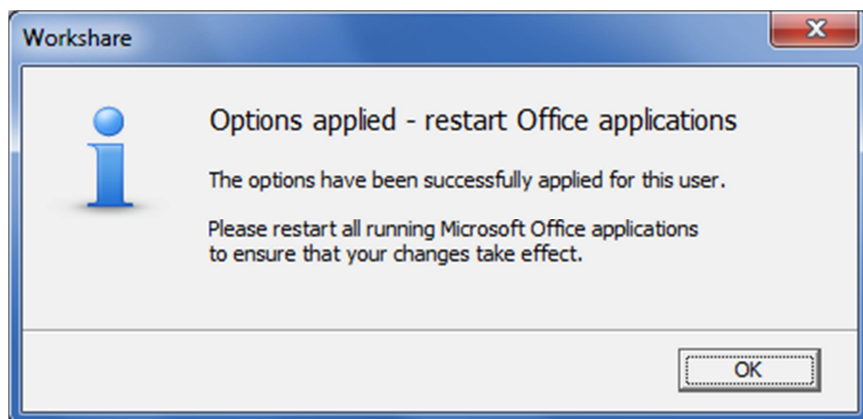 Workshare
Options applied - restart Office applications
The options have been successfully applied for this user.
Please restart all running Microsoft Office applications
to ensure that your changes take effect.
OK